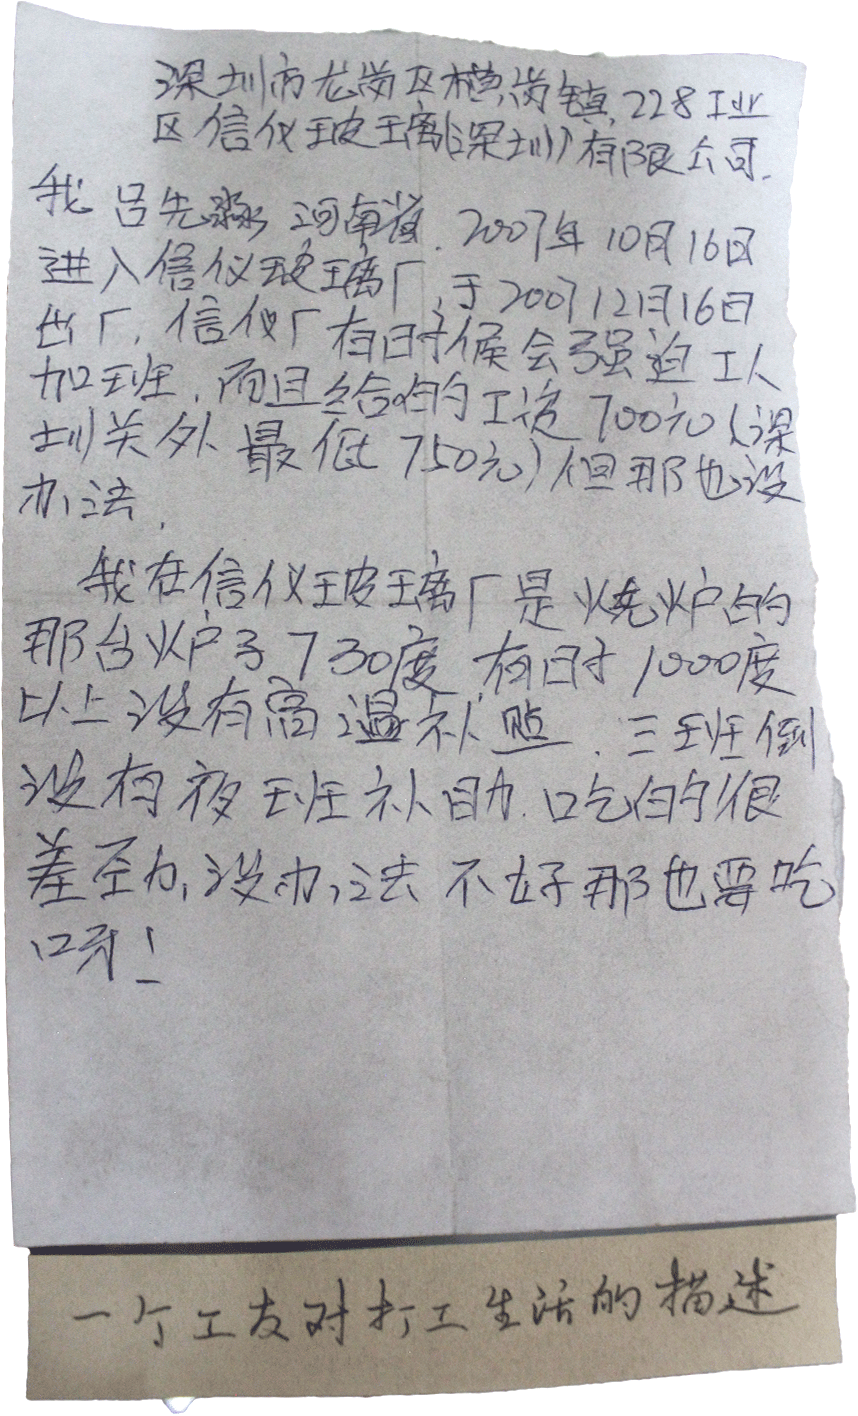 深圳市龙岗区横岗镇,228工业
区信仪玻璃(深圳)有限公司.
我 吕先淼 河南省. 2007年10月16日
进入信仪玻璃厂,于2007 12月16日
出厂. 信仪厂有时候会强迫工人
加班.而且给的工资700元(深
圳关外最低750元)但那也没
办法.
我在信仪玻璃厂是烧炉的
那台炉子730度 有时1000度
以上没有高温补贴.三班倒
没有夜班补助.吃的很
差至力,没办法 不好那也要吃
呀!
一个工友对打工生活的描述